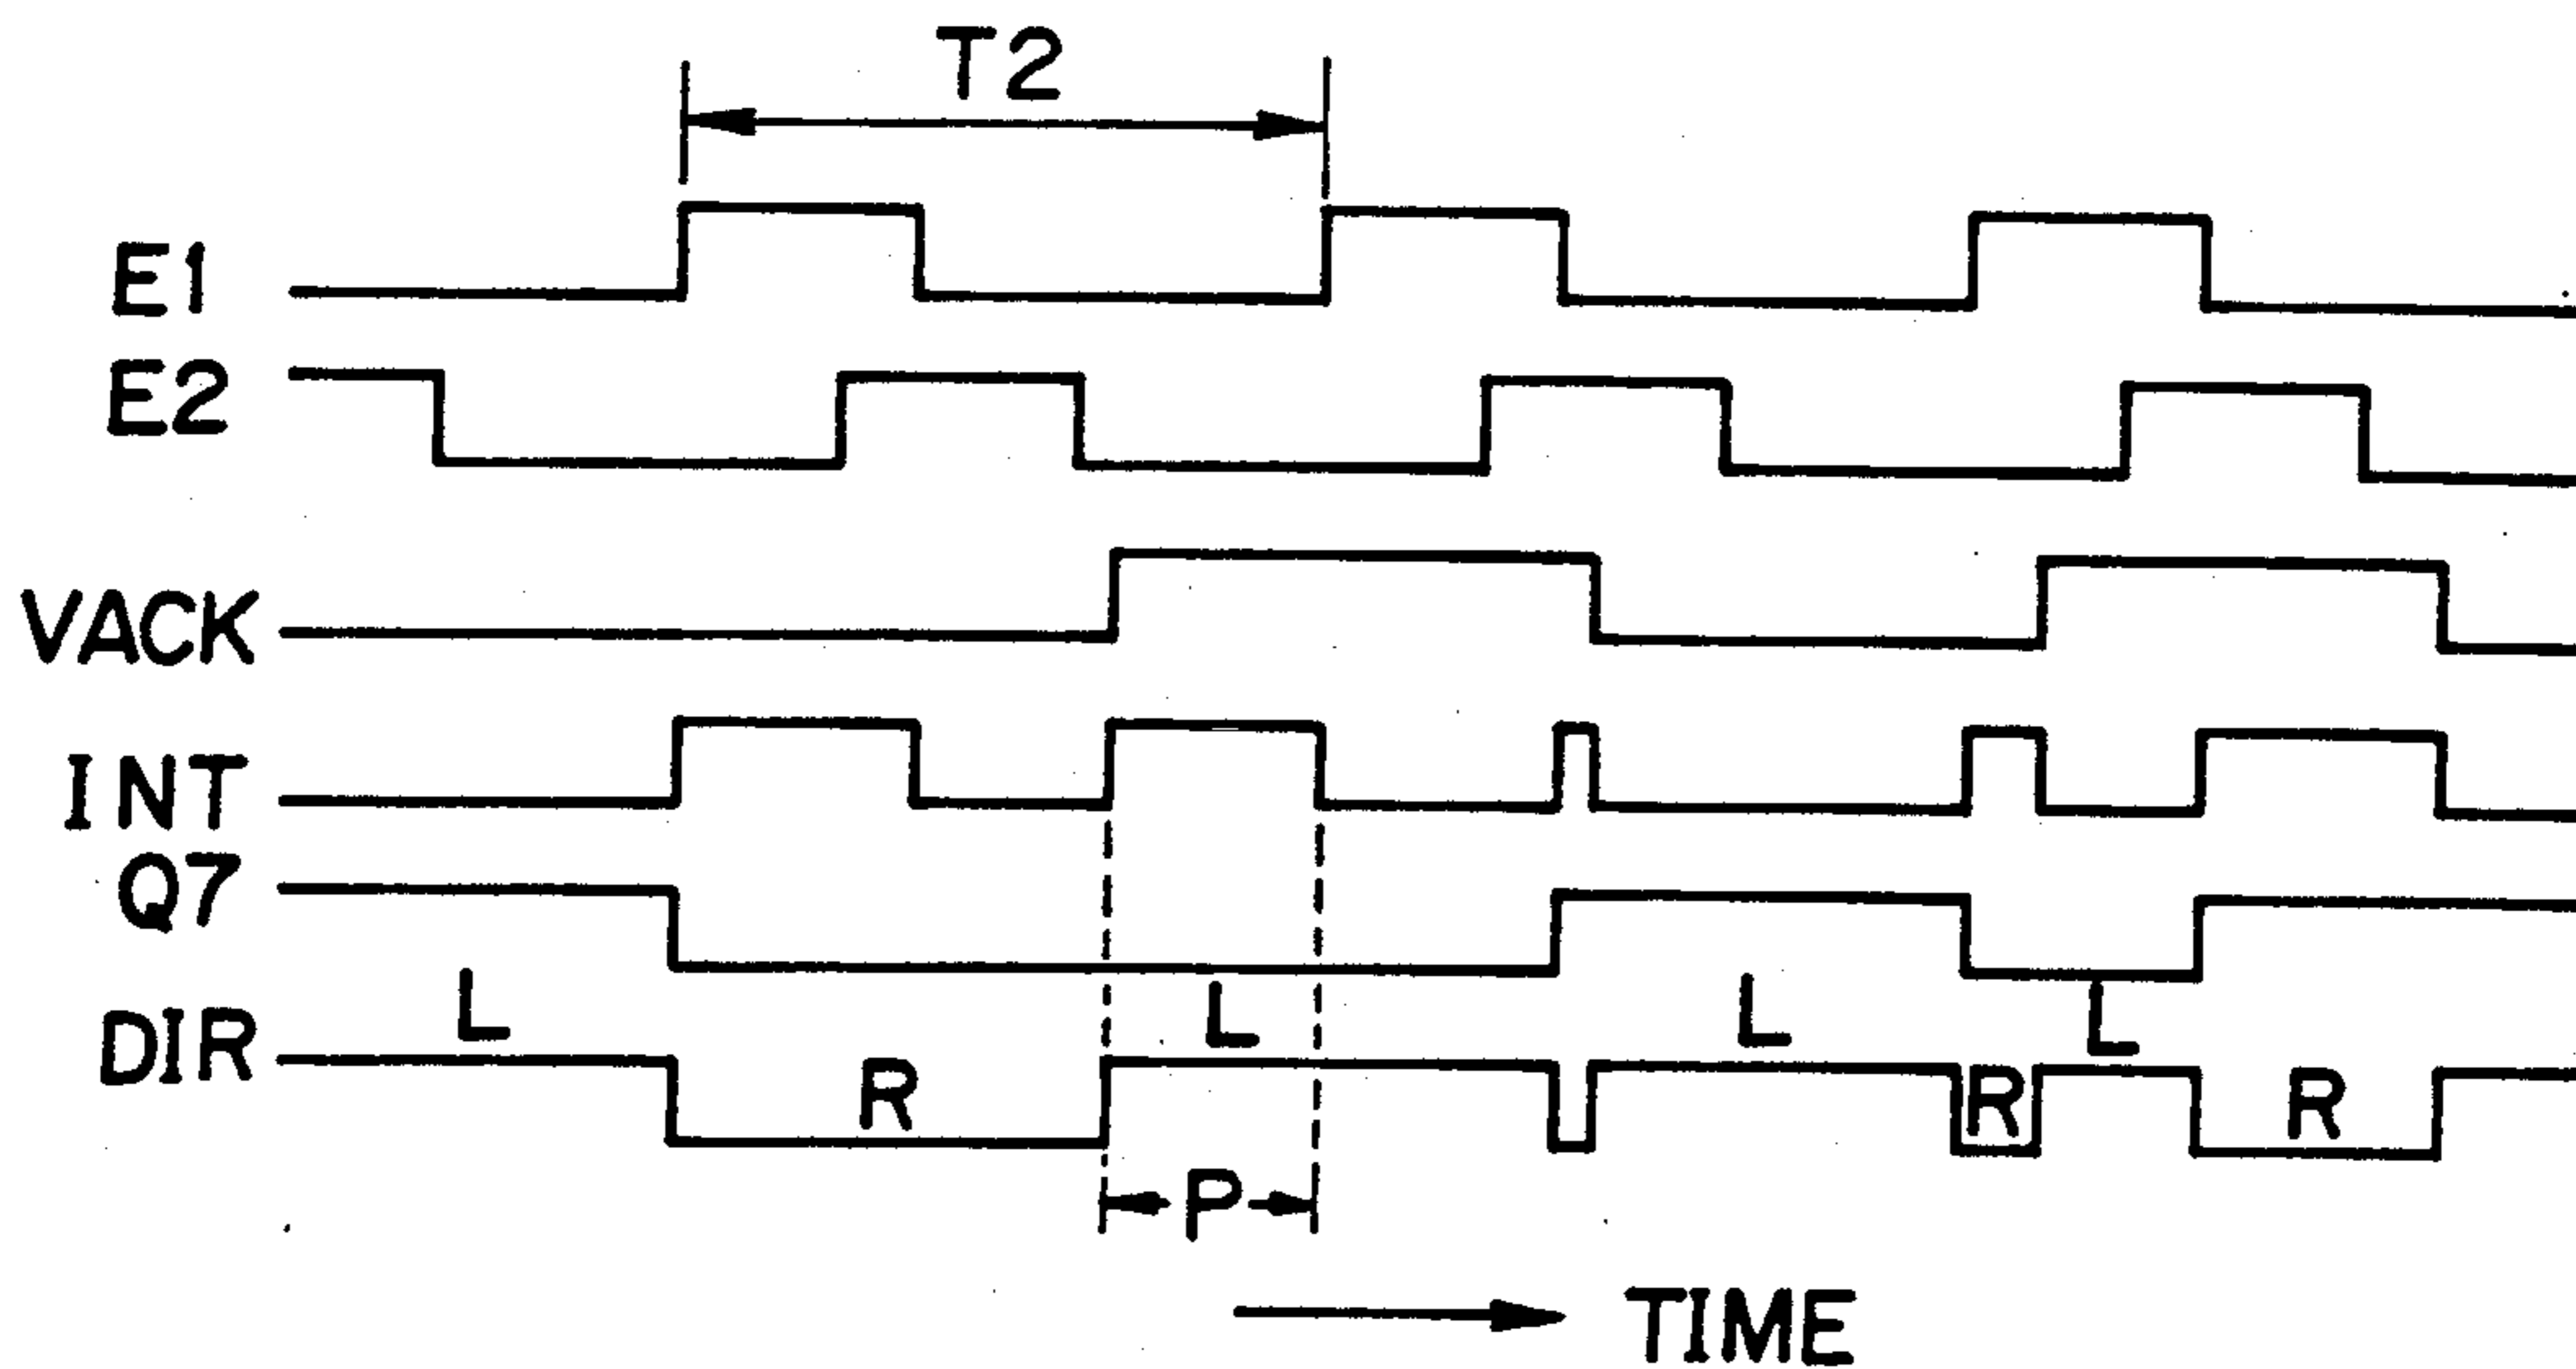 T2
E1
E2
VACK
INT
Q7
DIR
L R L L R L R
P
TIME